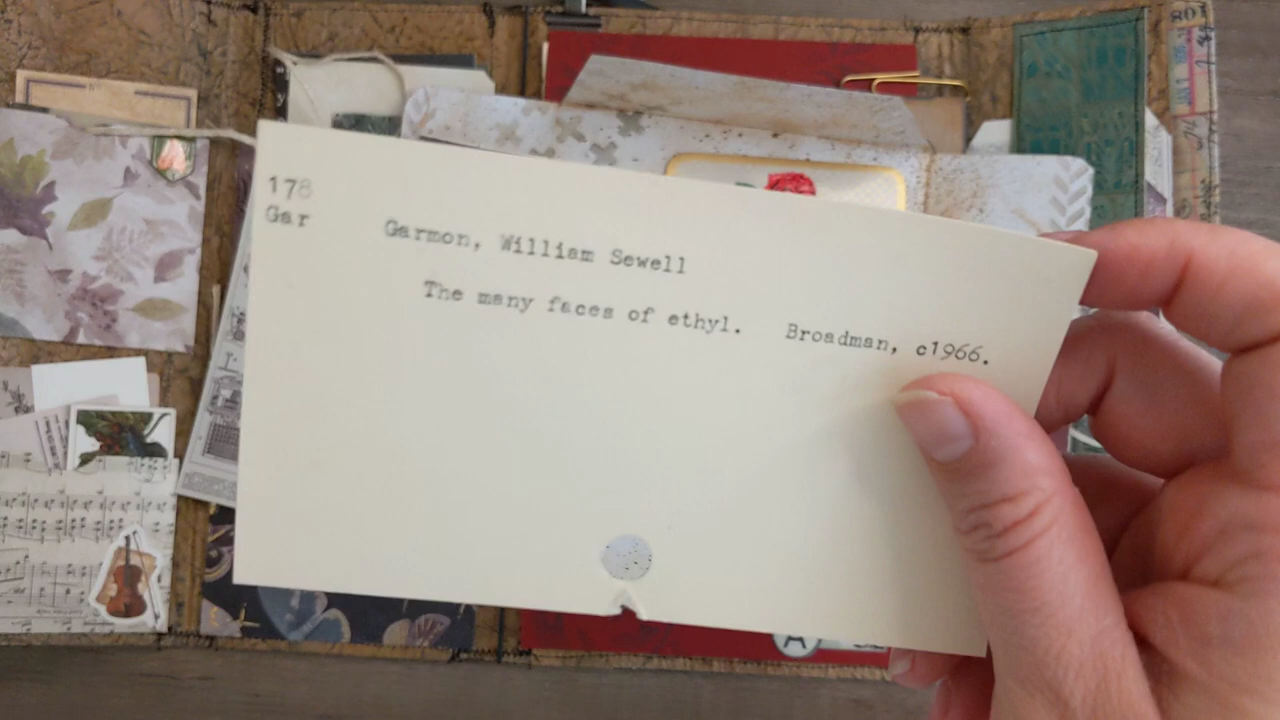 178
Gar
Garmon, William Sewell
The many faces of ethyl. Broadman, c1966.
A